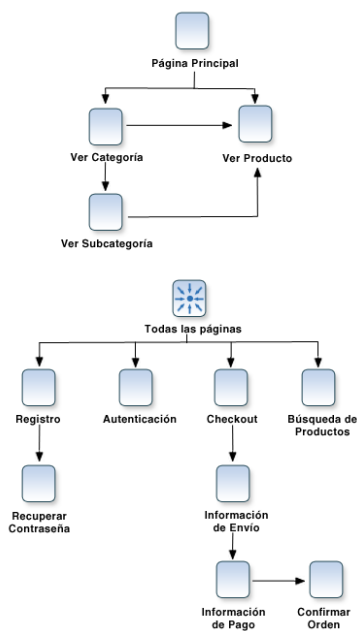 Página Principal
Ver Categoría
Ver Producto
Ver Subcategoría
Todas las páginas
Registro
Autenticación
Checkout
Búsqueda de
Productos
Recuperar
Contraseña
Información
de Envío
Información
de Pago
Confirmar
Orden